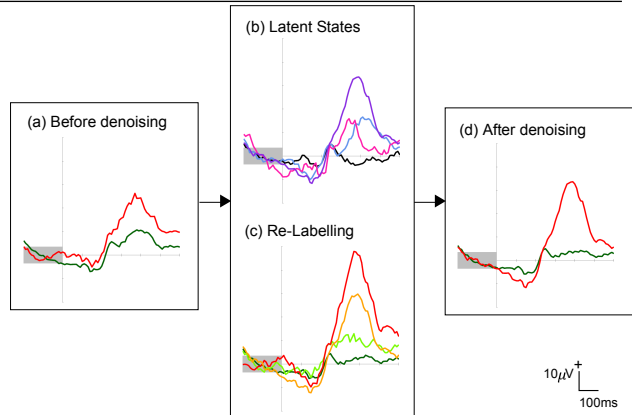 (b) Latent States
(a) Before denoising
(d) After denoising
(c) Re-Labelling
+
10μV
100ms